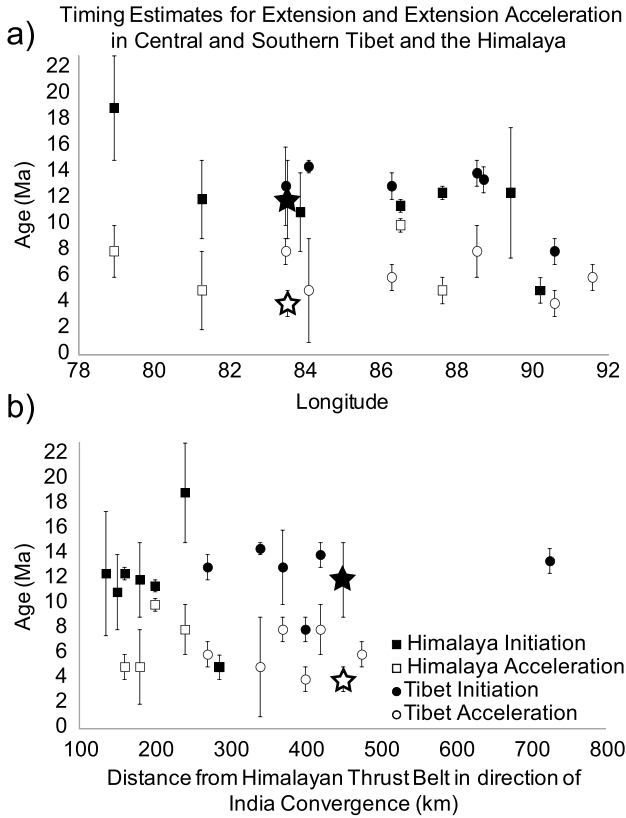 Timing Estimates for Extension and Extension Acceleration
in Central and Southern Tibet and the Himalaya
a)
22
20
18
16
14
12
10
8
6
4
2
0
Age (Ma)
78 80 82 84 86 88 90 92
Longitude
b)
22
20
18
16
14
12
10
8
6
4
2
0
Age (Ma)
Himalaya Initiation
Himalaya Acceleration
Tibet Initiation
Tibet Acceleration
100 200 300 400 500 600 700 800
Distance from Himalayan Thrust Belt in direction of
India Convergence (km)